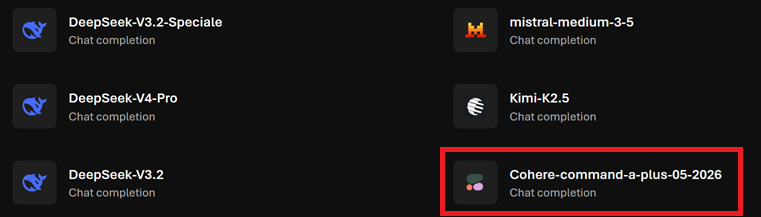 DeepSeek-V3.2-Speciale
Chat completion
mistral-medium-3-5
Chat completion
DeepSeek-V4-Pro
Chat completion
Kimi-K2.5
Chat completion
DeepSeek-V3.2
Chat completion
Cohere-command-a-plus-05-2026
Chat completion